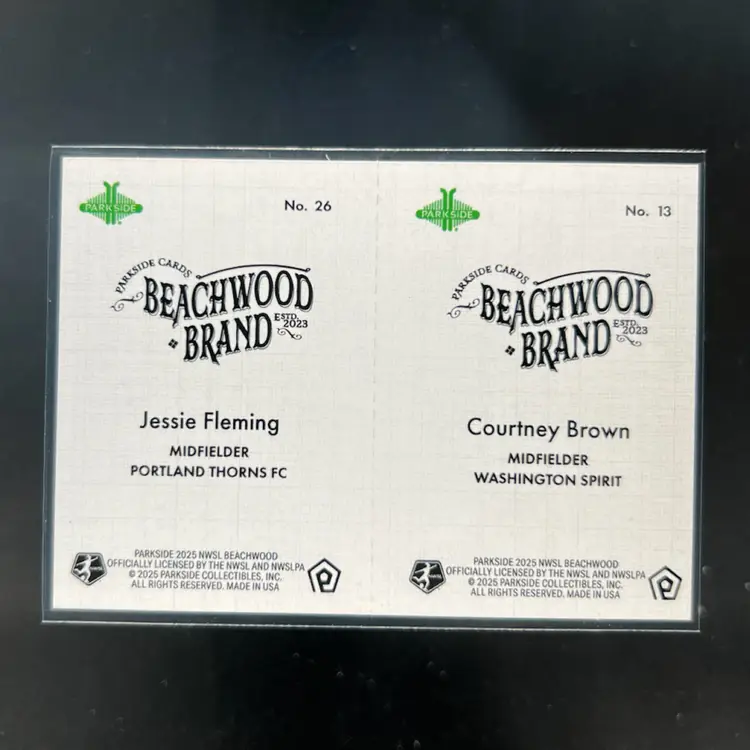 PARKSIDE
No. 26
PARKSIDE CARDS
BEACHWOOD
BRAND
ESTD.
2023
Jessie Fleming
MIDFIELDER
PORTLAND THORNS FC
PARKSIDE 2025 NWSL BEACHWOOD
OFFICIALLY LICENSED BY THE NWSL AND NWSLPA
© 2025 PARKSIDE COLLECTIBLES, INC.
ALL RIGHTS RESERVED. MADE IN USA
PARKSIDE
No. 13
PARKSIDE CARDS
BEACHWOOD
BRAND
ESTD.
2023
Courtney Brown
MIDFIELDER
WASHINGTON SPIRIT
PARKSIDE 2025 NWSL BEACHWOOD
OFFICIALLY LICENSED BY THE NWSL AND NWSLPA
© 2025 PARKSIDE COLLECTIBLES, INC.
ALL RIGHTS RESERVED. MADE IN USA